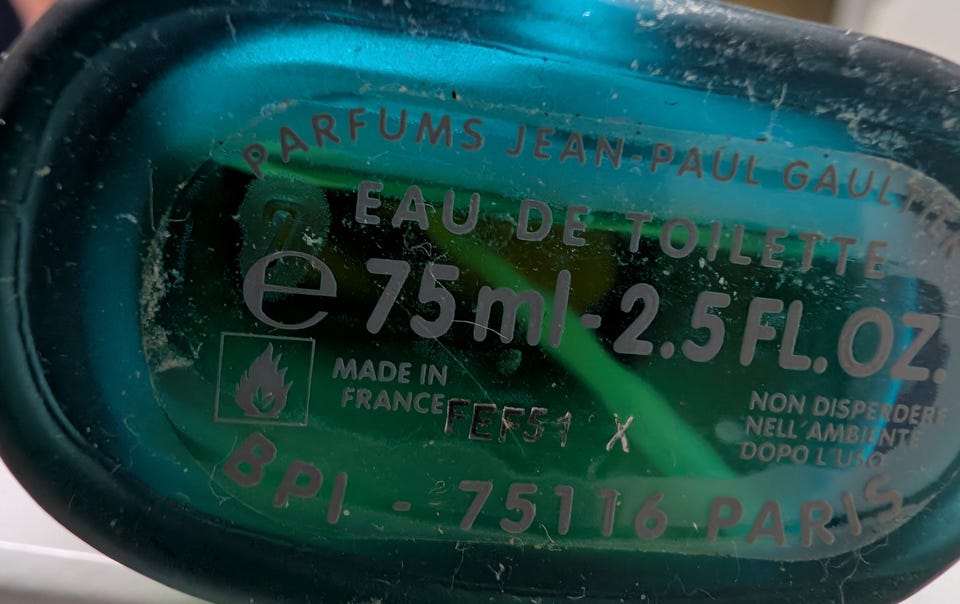 PARFUMS JEAN-PAUL GAULTIER
EAU DE TOILETTE
e 75ml - 2.5 FL. OZ.
MADE IN
FRANCE
FEF51 X
NON DISPERDERE
NELL'AMBIENTE
DOPO L'USO
BPI - 75116 PARIS